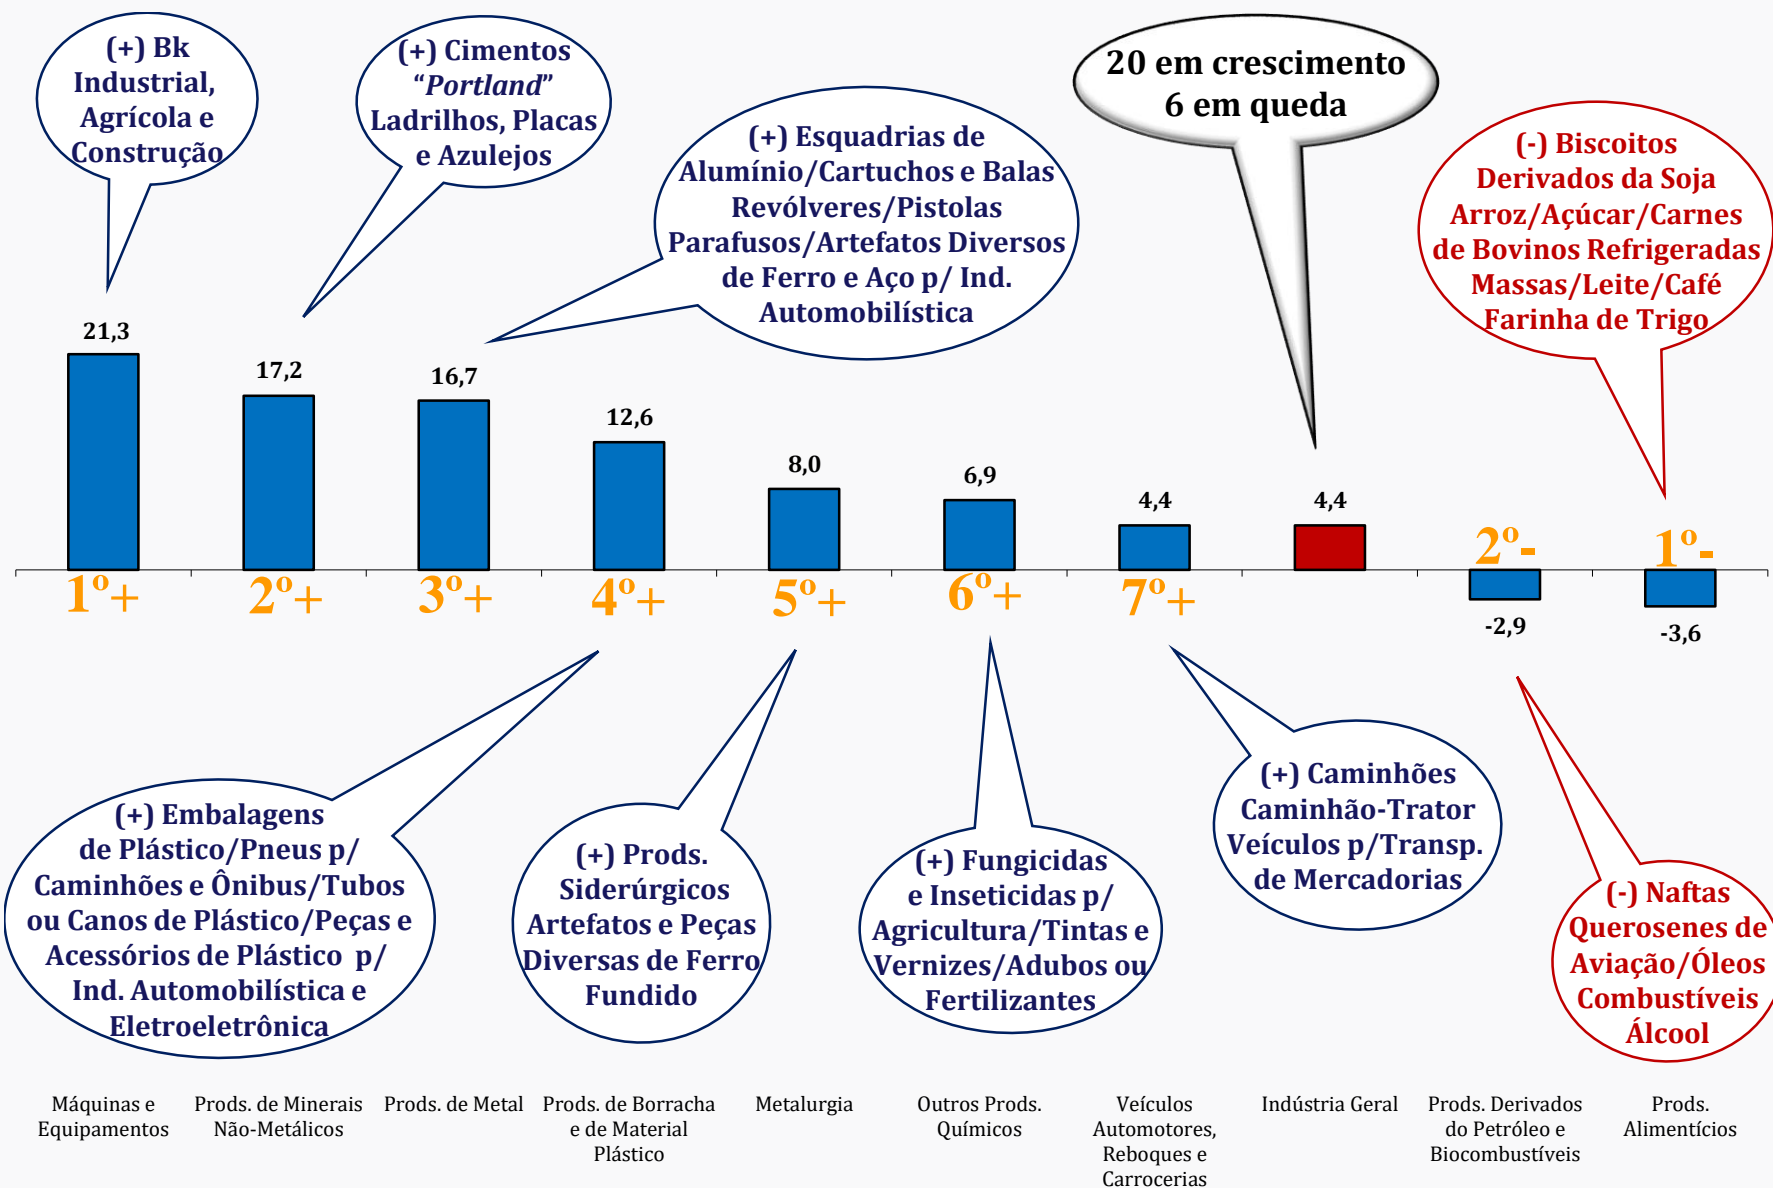 (+) Bk
Industrial,
Agrícola e
Construção
(+) Cimentos
“Portland”
Ladrilhos, Placas
e Azulejos
(+) Esquadrias de
Alumínio/Cartuchos e Balas
Revólveres/Pistolas
Parafusos/Artefatos Diversos
de Ferro e Aço p/ Ind.
Automobilística
20 em crescimento
6 em queda
(-) Biscoitos
Derivados da Soja
Arroz/Açúcar/Carnes
de Bovinos Refrigeradas
Massas/Leite/Café
Farinha de Trigo
21,3
17,2
16,7
12,6
8,0
6,9
4,4
4,4
-2,9
-3,6
1º+
2º+
3º+
4º+
5º+
6º+
7º+
2º-
1º-
(+) Embalagens
de Plástico/Pneus p/
Caminhões e Ônibus/Tubos
ou Canos de Plástico/Peças e
Acessórios de Plástico p/
Ind. Automobilística e
Eletroeletrônica
(+) Prods.
Siderúrgicos
Artefatos e Peças
Diversas de Ferro
Fundido
(+) Fungicidas
e Inseticidas p/
Agricultura/Tintas e
Vernizes/Adubos ou
Fertilizantes
(+) Caminhões
Caminhão-Trator
Veículos p/Transp.
de Mercadorias
(-) Naftas
Querosenes de
Aviação/Óleos
Combustíveis
Álcool
Máquinas e
Equipamentos
Prods. de Minerais
Não-Metálicos
Prods. de Metal
Prods. de Borracha
e de Material
Plástico
Metalurgia
Outros Prods.
Químicos
Veículos
Automotores,
Reboques e
Carrocerias
Indústria Geral
Prods. Derivados
do Petróleo e
Biocombustíveis
Prods.
Alimentícios